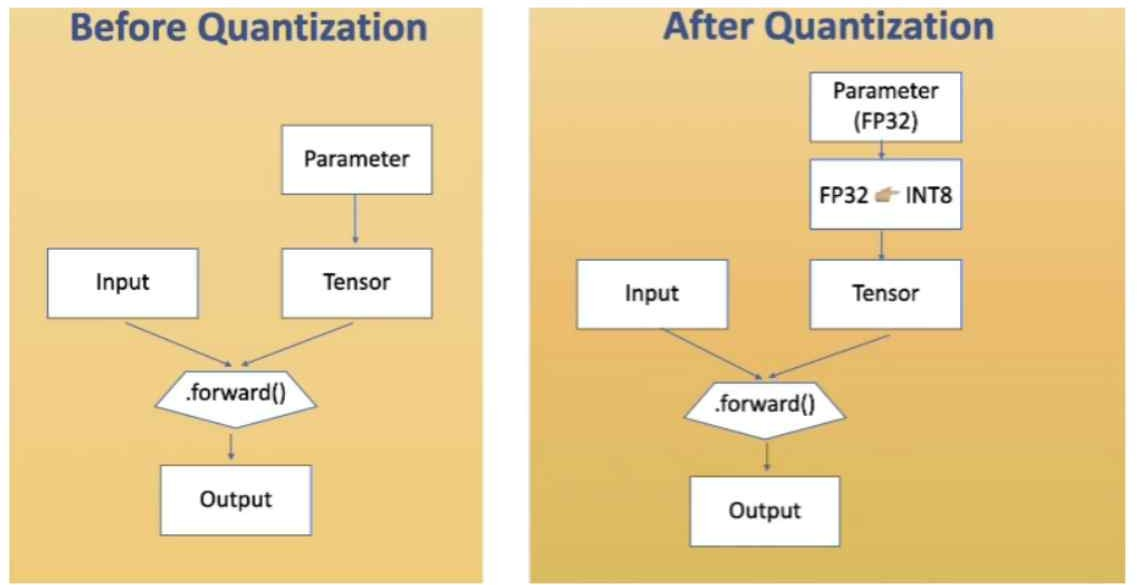 Before Quantization
Parameter
Input
Tensor
.forward()
Output
After Quantization
Parameter
(FP32)
FP32 👉🏽 INT8
Input
Tensor
.forward()
Output